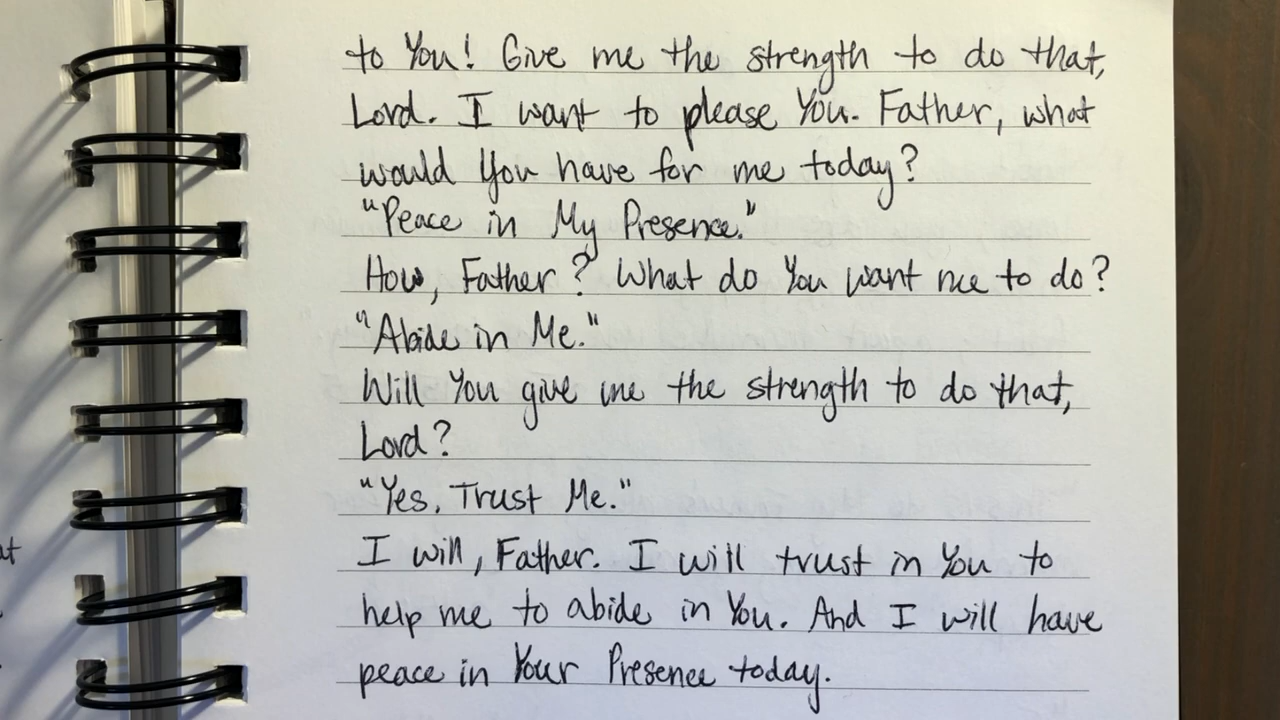 to You! Give me the strength to do that,
Lord. I want to please You. Father, what
would You have for me today?
"Peace in My Presence."
How, Father? What do You want me to do?
"Abide in Me."
Will You give me the strength to do that,
Lord?
"Yes. Trust Me."
I will, Father. I will trust in You to
help me to abide in You. And I will have
peace in Your Presence today.